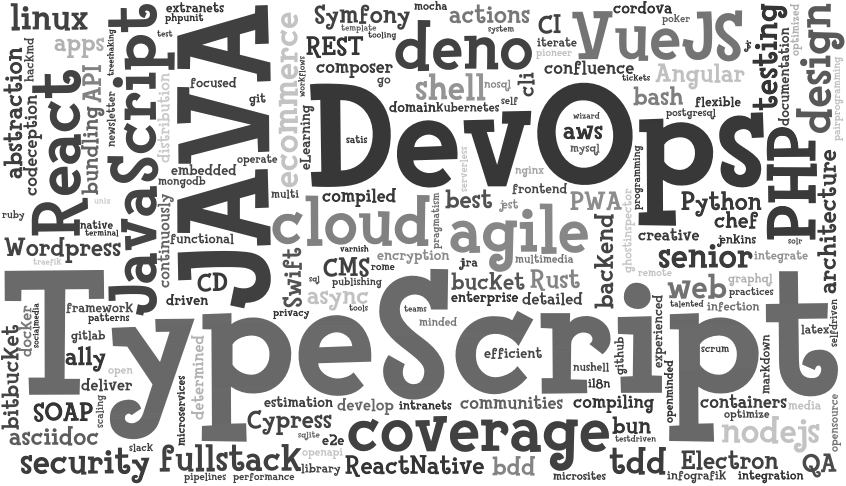 linux
extranets
phpunit
mocha
Symfony
template
tooling
actions
system
CI
cordova
poker
iterate
pioneer
VueJS
testing
documentation
optimized
design
pairprogramming
apps
hackmd
treeshaking
test
JavaScript
JAVA
ecommerce
workflows
REST
composer
go
deno
shell
nosql
cli
confluence
tickets
Angular
bash
flexible
postgresql
abstraction
codeception
React
bundling
API
newsletter
distribution
focused
git
eLearning
DevOps
satis
domain
kubernetes
self
wizard
aws
mysql
programming
PHP
architecture
embedded
mongodb
operate
unix
ruby
native
terminal
continuously
functional
multi
compiled
cloud
pragmatism
serverless
best
jest
nginx
frontend
PWA
agile
multimedia
backend
ghostinspector
Python
chef
creative
jenkins
solr
senior
integrate
Wordpress
traefik
CD
driven
Swift
privacy
varnish
CMS
rome
encryption
sql
publishing
async
tools
jra
bucket
Rust
enterprise
detailed
remote
web
graphql
practices
talented
infection
TypeScript
framework
patterns
docker
socialmedia
bitbucket
gitlab
ally
open
deliver
determined
teams
minded
efficient
nushell
i18n
github
experienced
openminded
scrum
markdown
latex
selfdriven
SOAP
scaling
asciidoc
microservices
slack
estimation
develop
intranets
communities
compiling
containers
media
optimize
opensource
Cypress
sqlite
e2e
openapi
library
coverage
bun
testdriven
nodejs
security
fullstack
pipelines
performance
ReactNative
bdd
microsites
tdd
Electron
infografik
integration
QA